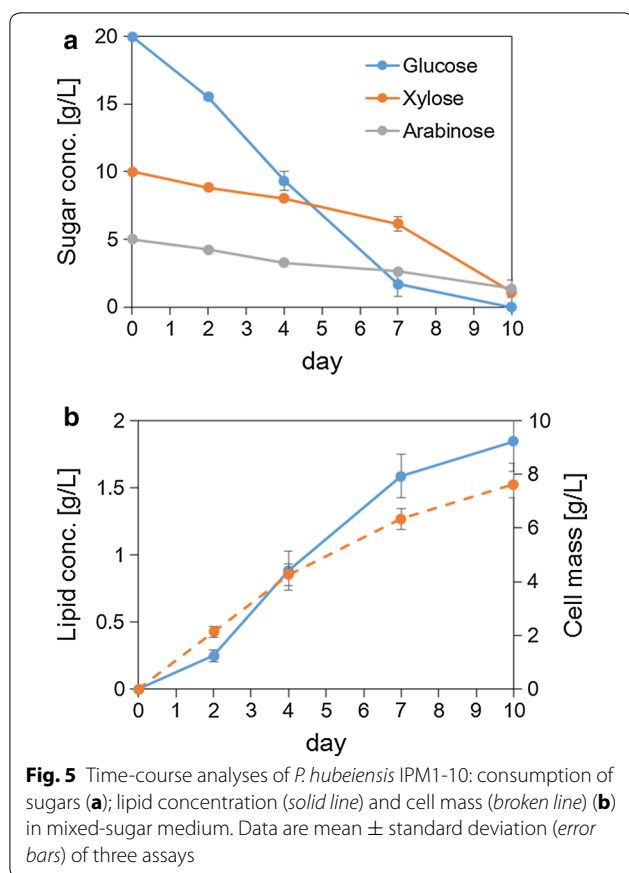 a
20
15
10
5
0
Sugar conc. [g/L]
Glucose
Xylose
Arabinose
0 1 2 3 4 5 6 7 8 9 10
day
b
2
1.5
1
0.5
0
Lipid conc. [g/L]
10
8
6
4
2
0
Cell mass [g/L]
0 1 2 3 4 5 6 7 8 9 10
day
Fig. 5 Time-course analyses of P. hubeiensis IPM1-10: consumption of
sugars (a); lipid concentration (solid line) and cell mass (broken line) (b)
in mixed-sugar medium. Data are mean ± standard deviation (error
bars) of three assays